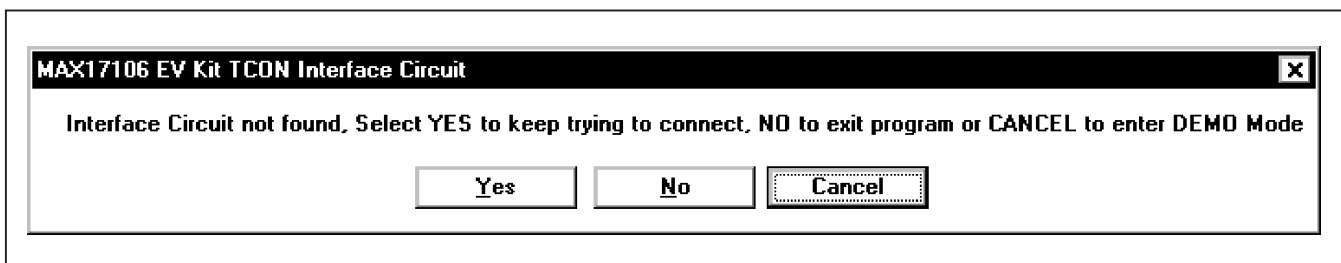 MAX17106 EV Kit TCON Interface Circuit
Interface Circuit not found, Select YES to keep trying to connect, NO to exit program or CANCEL to enter DEMO Mode
Yes No Cancel